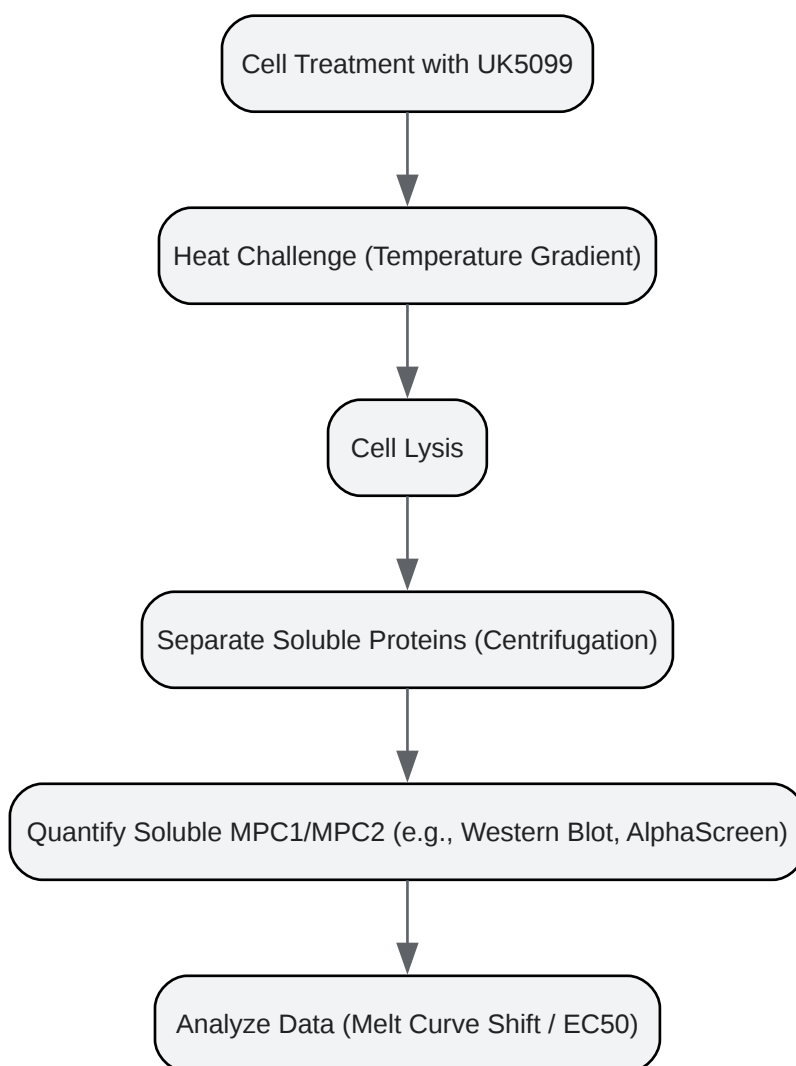 Cell Treatment with UK5099
Heat Challenge (Temperature Gradient)
Cell Lysis
Separate Soluble Proteins (Centrifugation)
Quantify Soluble MPC1/MPC2 (e.g., Western Blot, AlphaScreen)
Analyze Data (Melt Curve Shift / EC50)